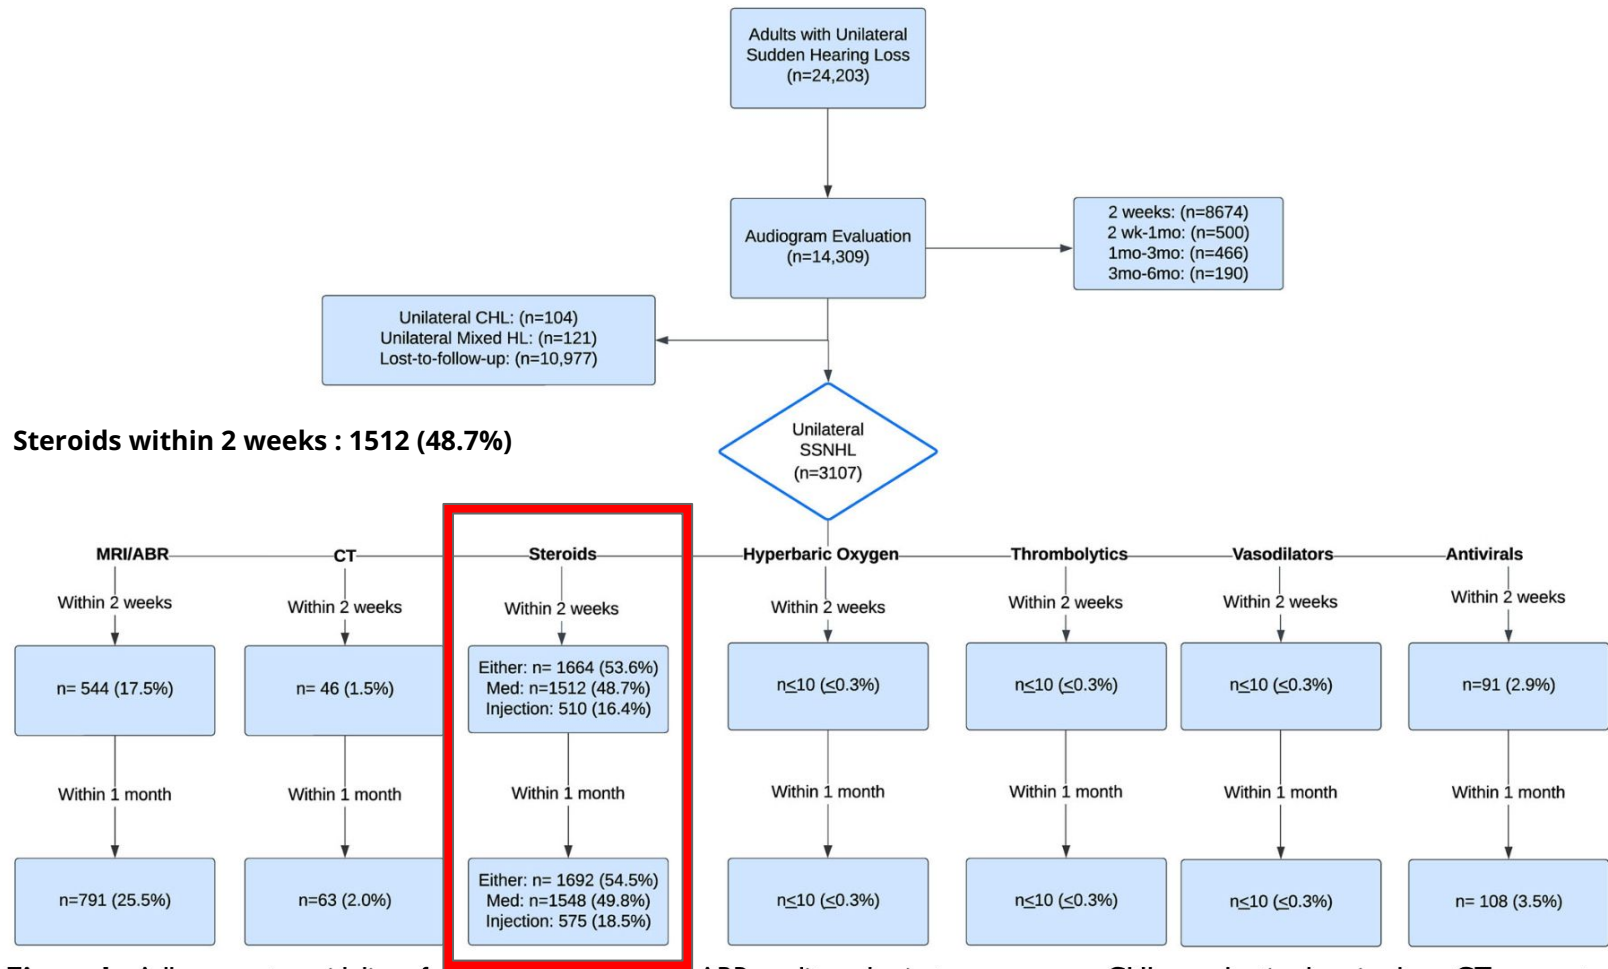 Adults with Unilateral
Sudden Hearing Loss
(n=24,203)
Audiogram Evaluation
(n=14,309)
2 weeks: (n=8674)
2 wk-1mo: (n=500)
1mo-3mo: (n=466)
3mo-6mo: (n=190)
Unilateral CHL: (n=104)
Unilateral Mixed HL: (n=121)
Lost-to-follow-up: (n=10,977)
Steroids within 2 weeks : 1512 (48.7%)
Unilateral
SSNHL
(n=3107)
MRI/ABR
CT
Steroids
Hyperbaric Oxygen
Thrombolytics
Vasodilators
Antivirals
Within 2 weeks
Within 2 weeks
Within 2 weeks
Within 2 weeks
Within 2 weeks
Within 2 weeks
Within 2 weeks
n= 544 (17.5%)
n= 46 (1.5%)
Either: n= 1664 (53.6%)
Med: n=1512 (48.7%)
Injection: 510 (16.4%)
n≤10 (≤0.3%)
n≤10 (≤0.3%)
n≤10 (≤0.3%)
n=91 (2.9%)
Within 1 month
Within 1 month
Within 1 month
Within 1 month
Within 1 month
Within 1 month
Within 1 month
n=791 (25.5%)
n=63 (2.0%)
Either: n= 1692 (54.5%)
Med: n=1548 (49.8%)
Injection: 575 (18.5%)
n≤10 (≤0.3%)
n≤10 (≤0.3%)
n≤10 (≤0.3%)
n= 108 (3.5%)